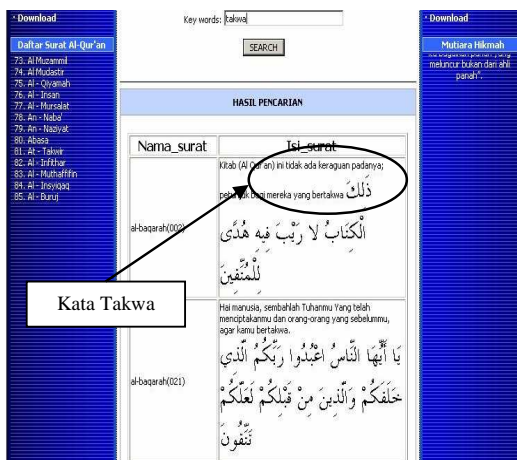 · Download
Daftar Surat Al-Qur'an
73. Al Muzammil
74. Al Mudastir
75. Al - Qiyamah
76. Al - Insan
77. Al - Mursalat
78. An - Naba'
79. An - Naziyat
80. Abasa
81. At - Takwir
82. Al - Infithar
83. Al - Muthaffifin
84. Al - Insyiqaq
85. Al - Buruj
Key words: takwa
SEARCH
HASIL PENCARIAN
Nama_surat Isi_surat
al-baqarah(002)
Kitab (Al Qur'an) ini tidak ada keraguan padanya;
petunjuk bagi mereka yang bertakwa ذَلِكَ
الْكِتَابُ لا رَيْبَ فِيهِ هُدًى
لِلْمُتَّقِينَ
Kata Takwa
al-baqarah(021)
Hai manusia, sembahlah Tuhanmu Yang telah
menciptakanmu dan orang-orang yang sebelummu,
agar kamu bertakwa.
يَا أَيُّهَا النَّاسُ اعْبُدُوا رَبَّكُمُ الَّذِي
خَلَقَكُمْ وَالَّذِينَ مِنْ قَبْلِكُمْ لَعَلَّكُمْ
تَتَّقُونَ
· Download
Mutiara Hikmah
meluncur bukan dari ahli
panah".